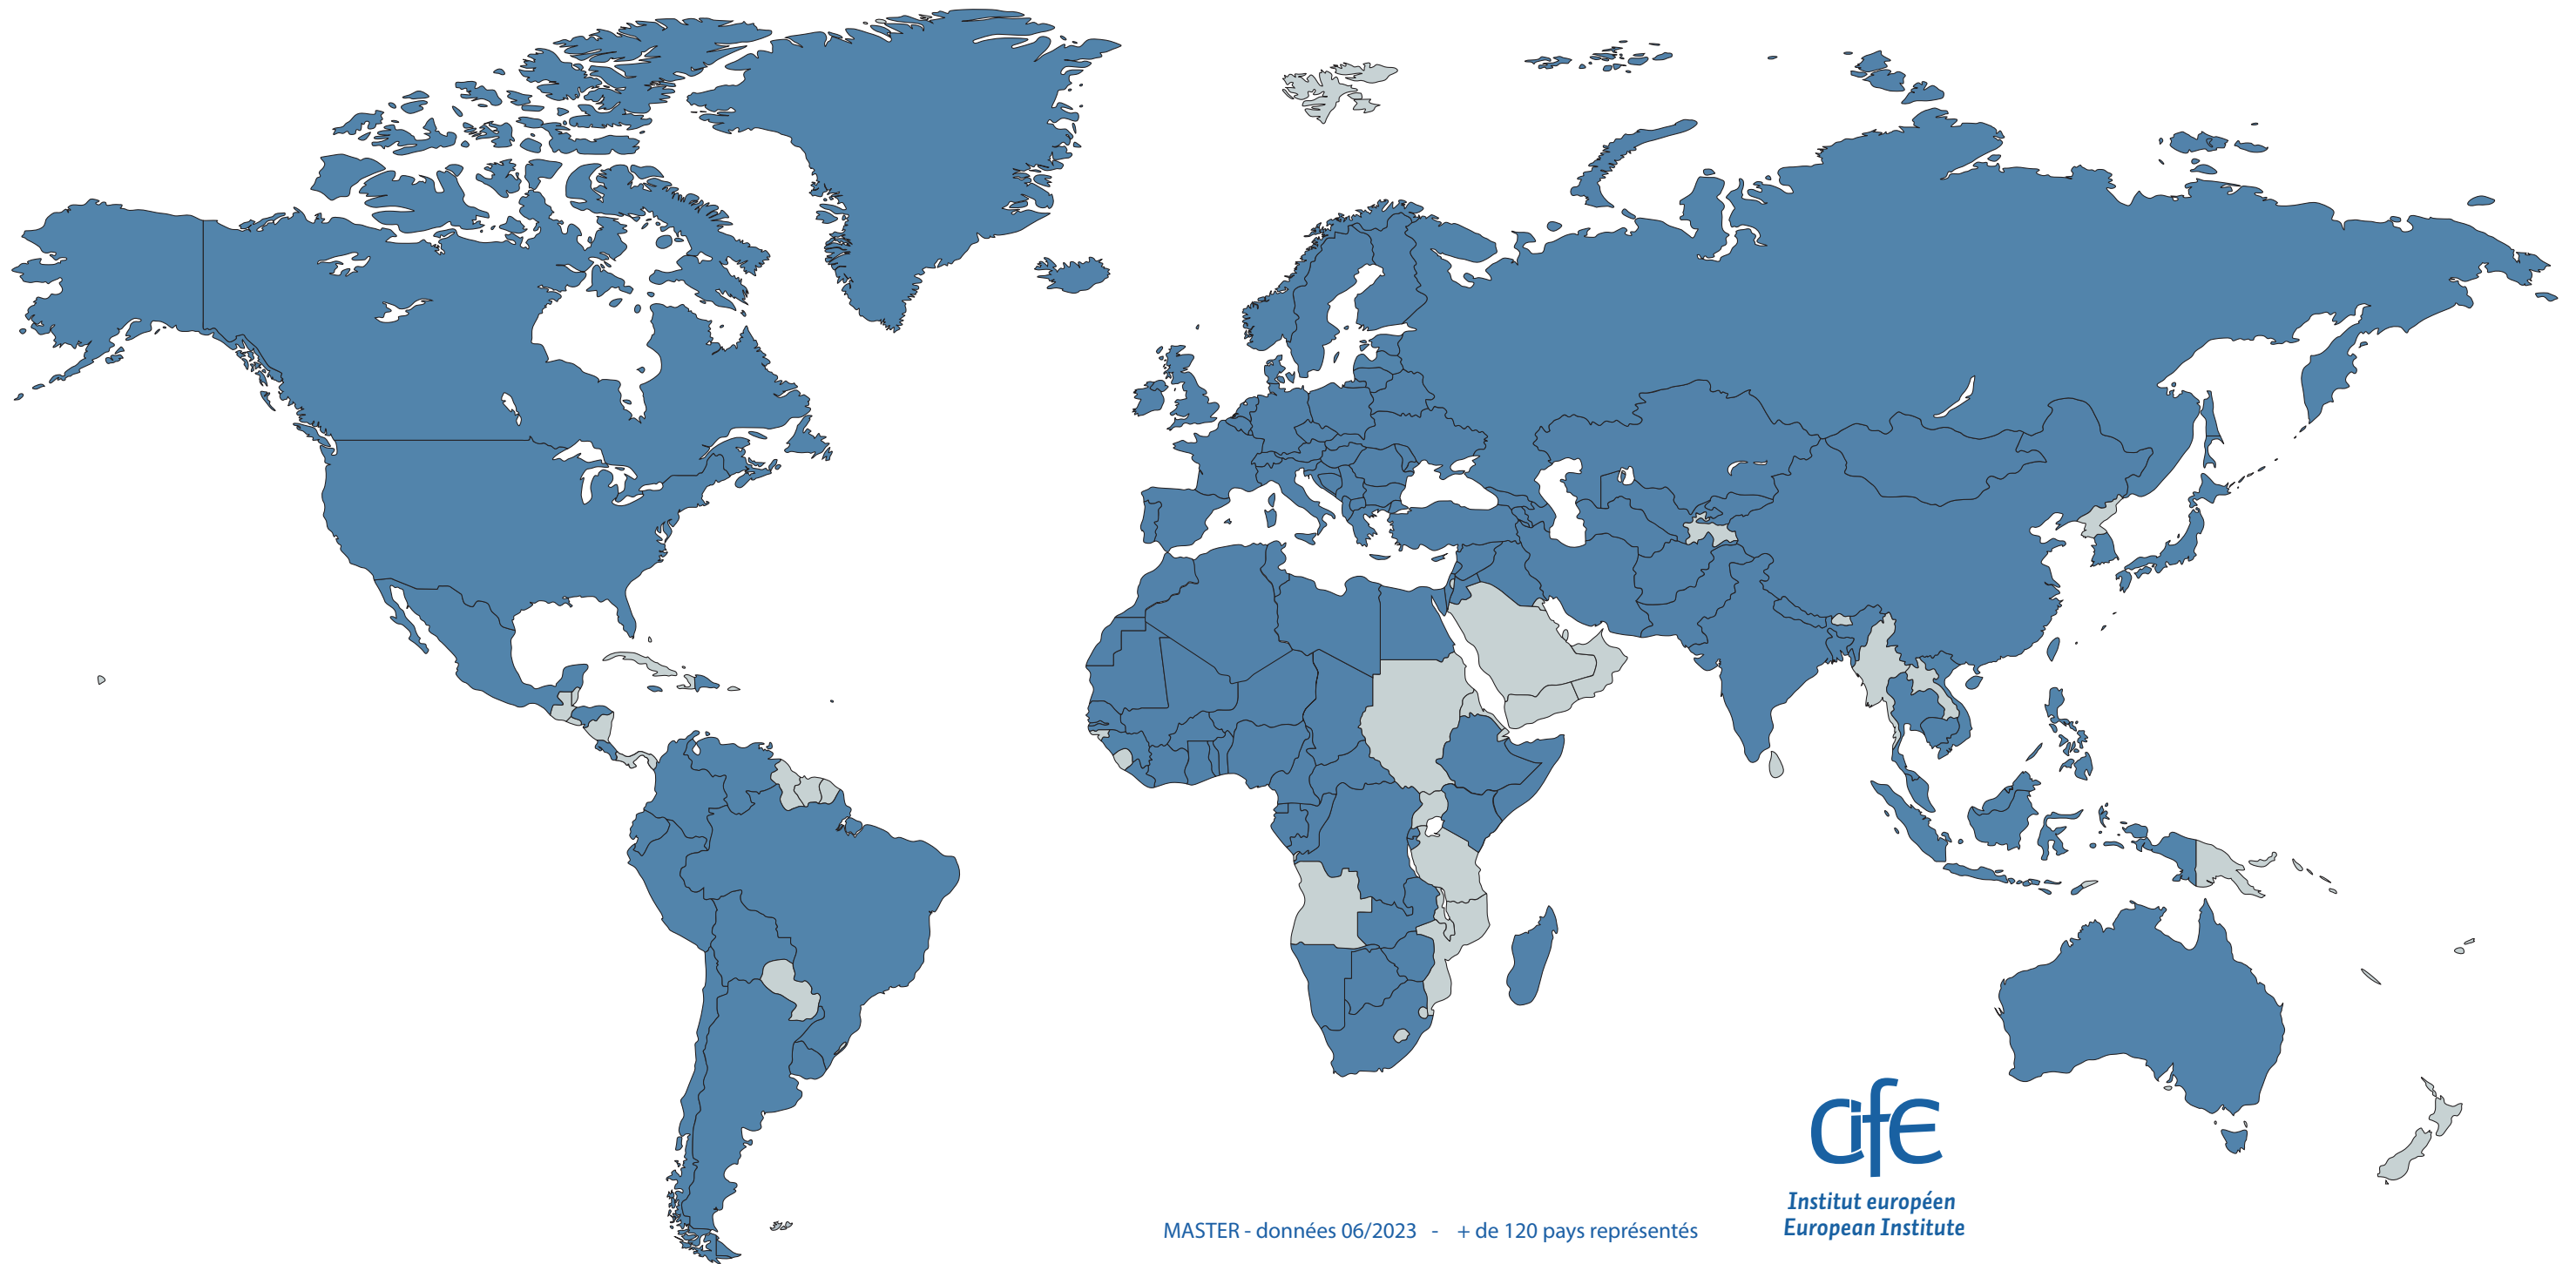 cifE
Institut européen
European Institute
MASTER - données 06/2023 - + de 120 pays représentés